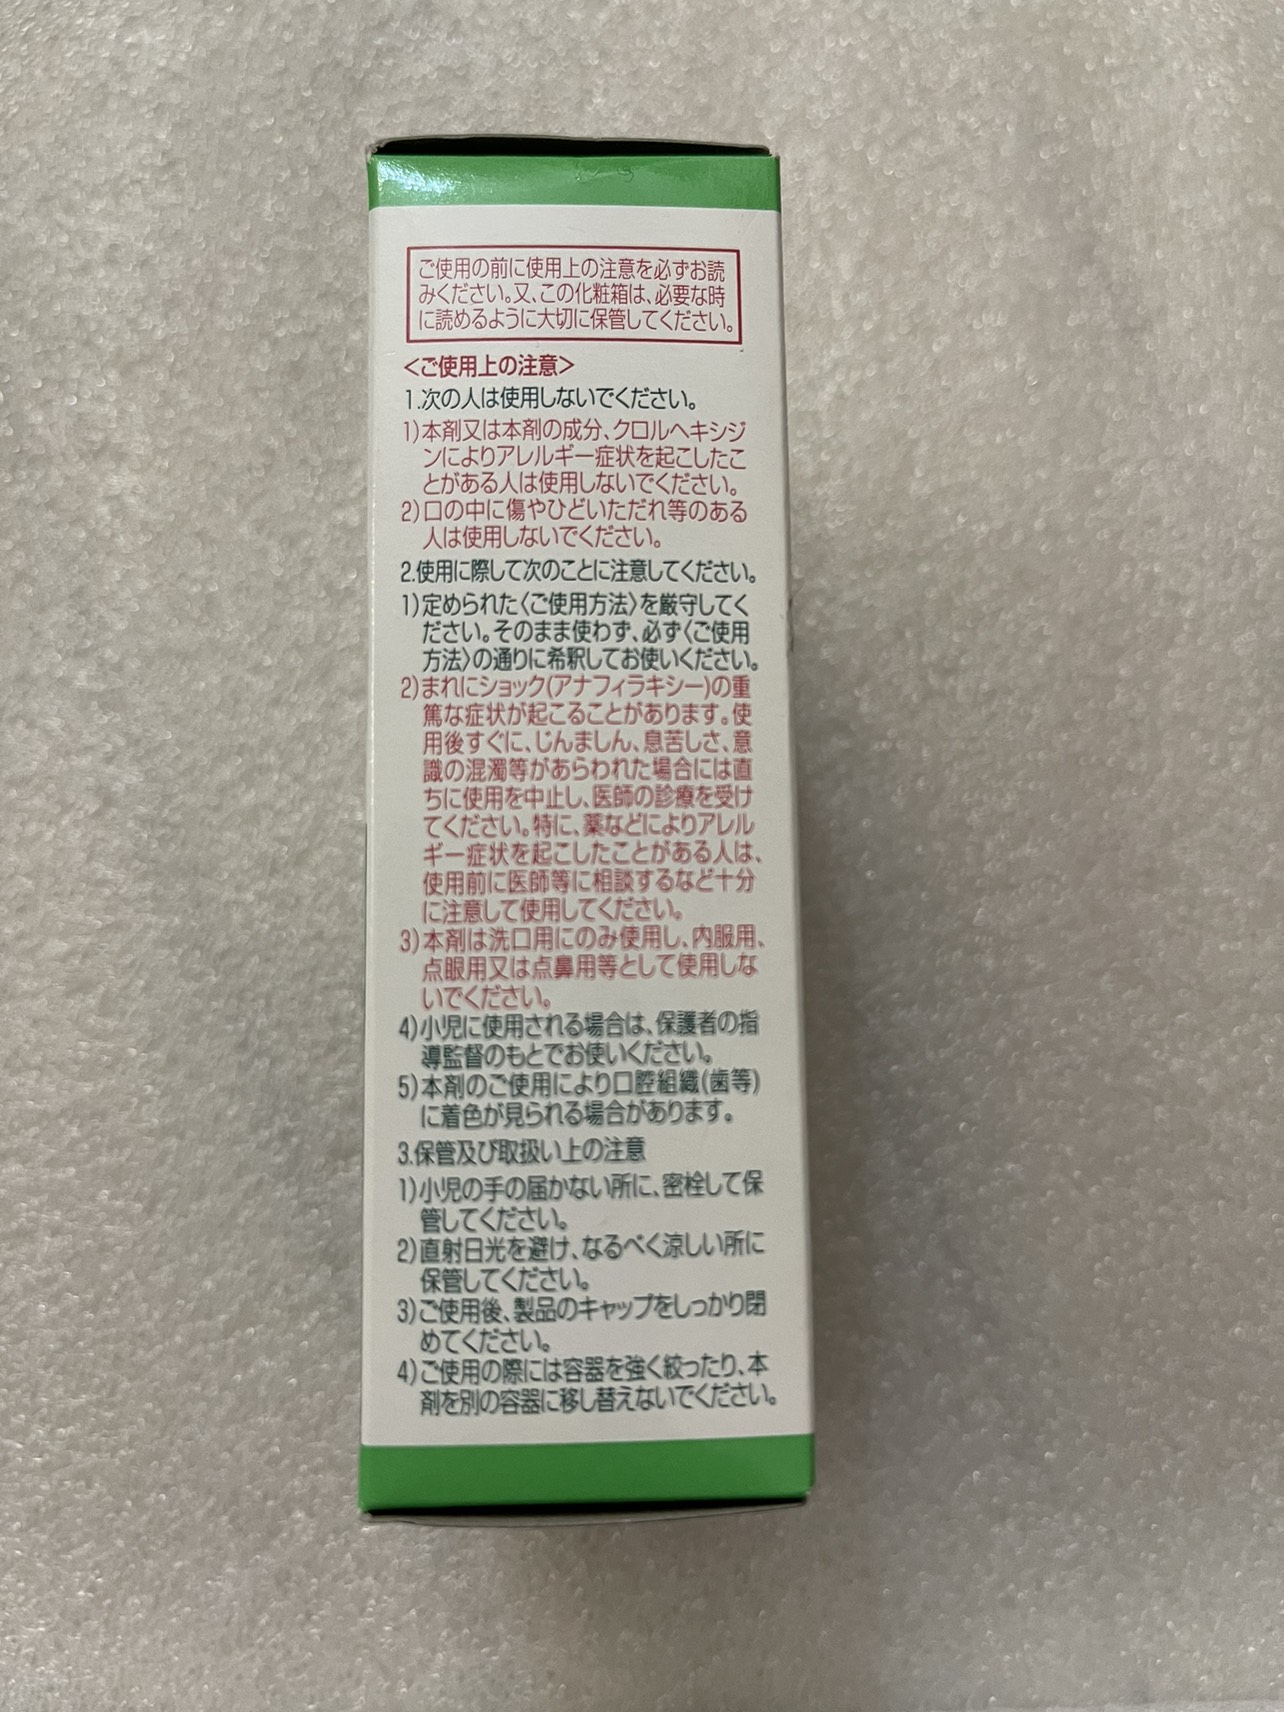 ご使用の前に使用上の注意を必ずお読
みください。又、この化粧箱は、必要な時
に読めるように大切に保管してください。
<ご使用上の注意>
1.次の人は使用しないでください。
1)本剤又は本剤の成分、クロルヘキシジ
ンによりアレルギー症状を起こしたこ
とがある人は使用しないでください。
2)口の中に傷やひどいただれ等のある
人は使用しないでください。
2.使用に際して次のことに注意してください。
1)定められた〈ご使用方法〉を厳守してく
ださい。そのまま使わず、必ず〈ご使用
方法〉の通りに希釈してお使いください。
2)まれにショック(アナフィラキシー)の重
篤な症状が起こることがあります。使
用後すぐに、じんましん、息苦しさ、意
識の混濁等があらわれた場合には直
ちに使用を中止し、医師の診療を受け
てください。特に、薬などによりアレル
ギー症状を起こしたことがある人は、
使用前に医師等に相談するなど十分
に注意して使用してください。
3)本剤は洗口用にのみ使用し、内服用、
点眼用又は点鼻用等として使用しな
いでください。
4)小児に使用される場合は、保護者の指
導監督のもとでお使いください。
5)本剤のご使用により口腔組織(歯等)
に着色が見られる場合があります。
3.保管及び取扱い上の注意
1)小児の手の届かない所に、密栓して保
管してください。
2)直射日光を避け、なるべく涼しい所に
保管してください。
3)ご使用後、製品のキャップをしっかり閉
めてください。
4)ご使用の際には容器を強く絞ったり、本
剤を別の容器に移し替えないでください。